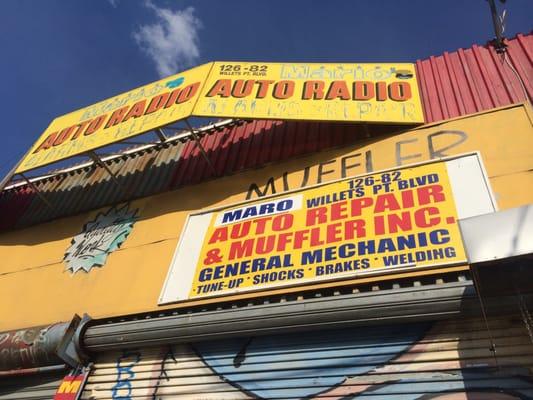 126-82
WILLETS PT. BLVD Mario's
AUTO RADIO
AUTO RADIO
MUFFLER
MARO 126-82
WILLETS PT. BLVD
AUTO REPAIR
& MUFFLER INC.
GENERAL MECHANIC
· TUNE-UP · SHOCKS · BRAKES · WELDING
M